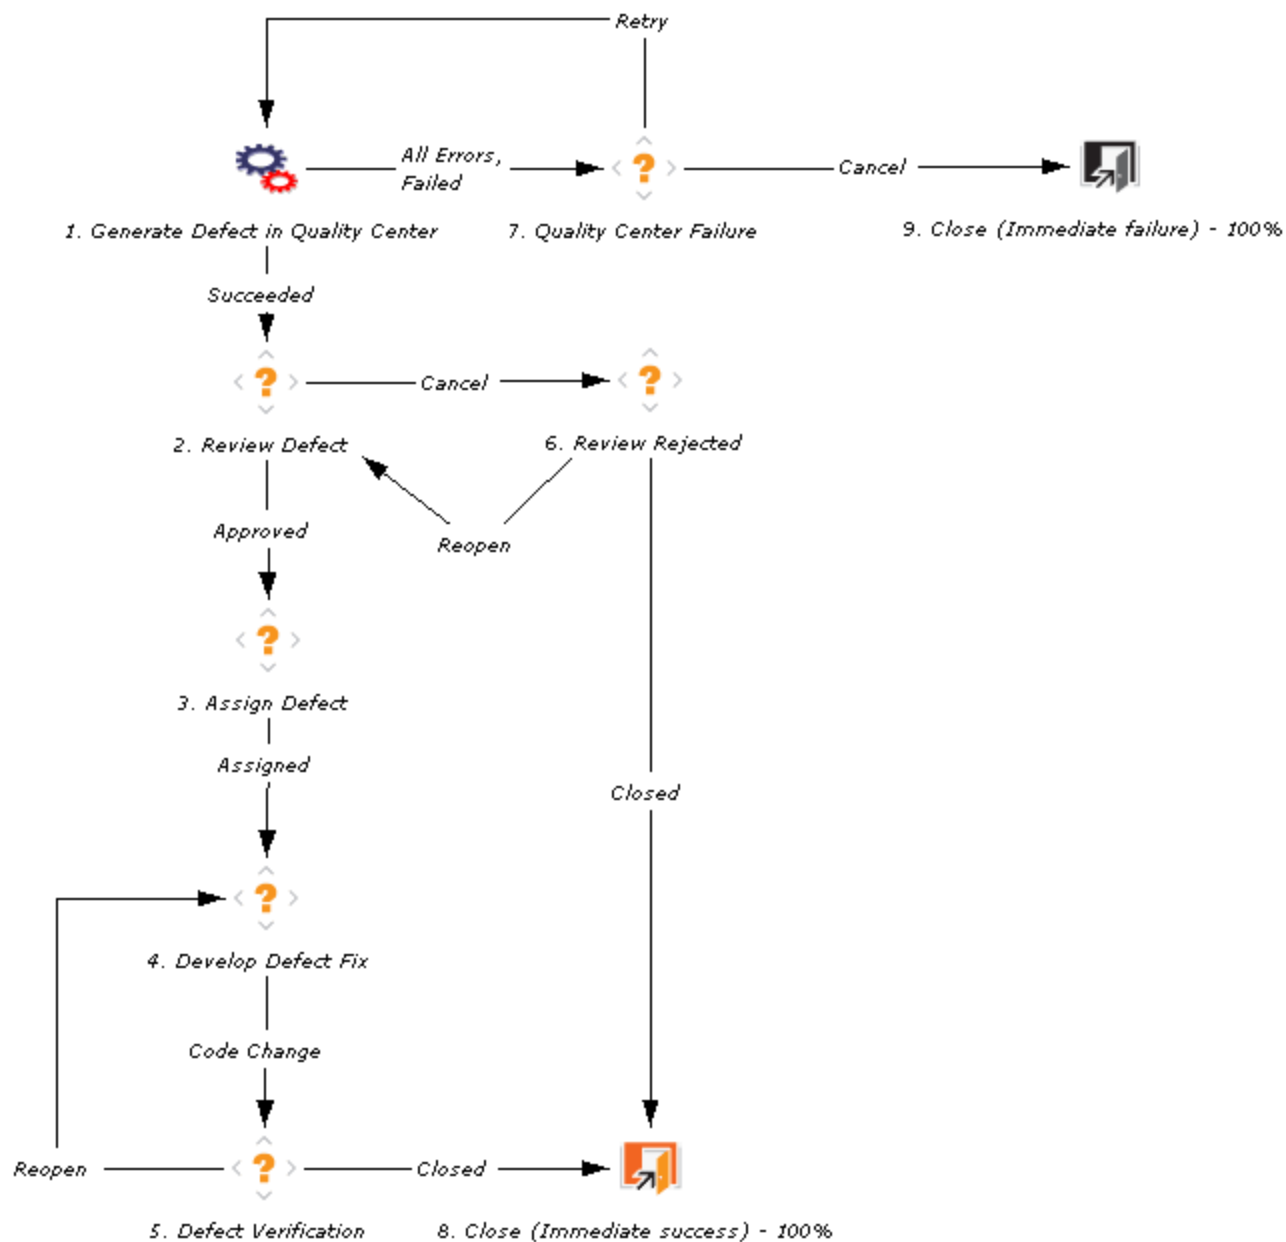 Retry
All Errors,
Failed
Cancel
1. Generate Defect in Quality Center
7. Quality Center Failure
9. Close (Immediate failure) - 100%
Succeeded
Cancel
2. Review Defect
6. Review Rejected
Approved
Reopen
3. Assign Defect
Assigned
Closed
4. Develop Defect Fix
Code Change
Reopen
Closed
5. Defect Verification
8. Close (Immediate success) - 100%